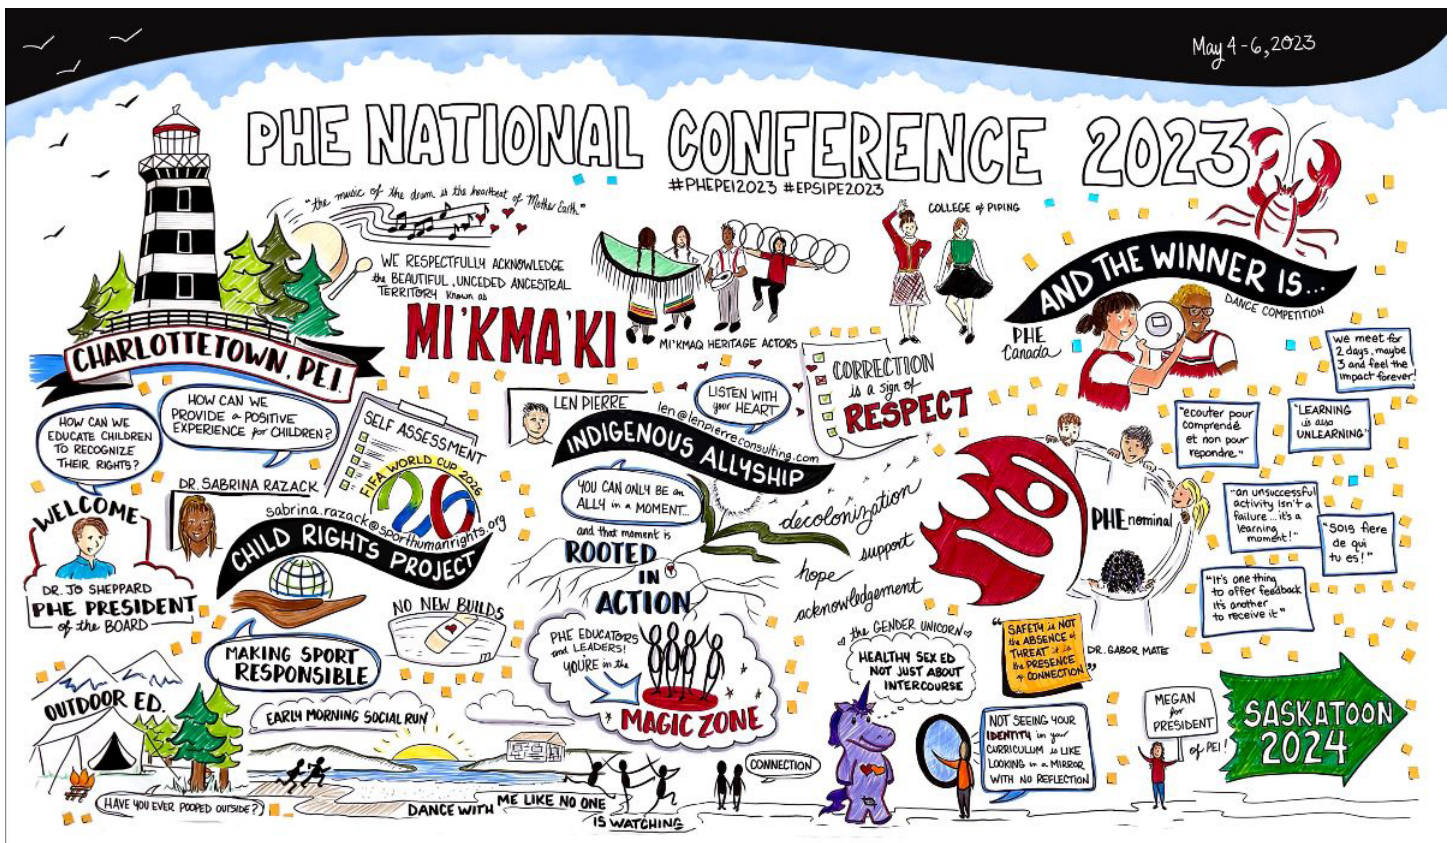 May 4-6, 2023
PHE NATIONAL CONFERENCE 2023
#PHEPEI2023 #EPSIPE2023
"the music of the drum is the heartbeat of Mother Earth"
WE RESPECTFULLY ACKNOWLEDGE
the BEAUTIFUL, UNCEDED ANCESTRAL
TERRITORY known as
MI'KMA'KI
MI'KMAQ HERITAGE ACTORS
COLLEGE of PIPING
AND THE WINNER IS...
DANCE COMPETITION
PHE
Canada
CHARLOTTETOWN, P.E.I.
HOW CAN WE
EDUCATE CHILDREN
TO RECOGNIZE
THEIR RIGHTS?
HOW CAN WE
PROVIDE a POSITIVE
EXPERIENCE for CHILDREN?
SELF ASSESSMENT
FIFA WORLD CUP 2026
26
WELCOME
DR. JO SHEPPARD
PHE PRESIDENT
of the BOARD
DR. SABRINA RAZACK
sabrina.razack@sporthumanrights.org
CHILD RIGHTS PROJECT
NO NEW BUILDS
MAKING SPORT
RESPONSIBLE
LEN PIERRE
len@lenpierreconsulting.com
INDIGENOUS ALLYSHIP
LISTEN WITH
your HEART
CORRECTION
is a sign of
RESPECT
YOU CAN ONLY BE an
ALLY in a MOMENT...
and that moment is
ROOTED
IN
ACTION
decolonization
support
hope
acknowledgement
PHE EDUCATORS
and LEADERS!
YOU'RE in the
MAGIC ZONE
PHEnominal
we meet for
2 days, maybe
3 and feel the
impact forever!
"ecouter pour
comprendé
et non pour
repondre"
"LEARNING
is also
UNLEARNING"
"an unsuccessful
activity isn't a
failure... it's a
learning
moment!"
"Sois fiere
de qui
tu es!"
"It's one thing
to offer feedback
it's another
to receive it"
"SAFETY is NOT
the ABSENCE of
THREAT it is
the PRESENCE
of CONNECTION"
DR. GABOR MATE
the GENDER UNICORN
HEALTHY SEX ED
NOT JUST ABOUT
INTERCOURSE
NOT SEEING YOUR
IDENTITY in your
CURRICULUM is LIKE
LOOKING in a MIRROR
WITH NO REFLECTION
MEGAN
for
PRESIDENT
of PEI!
SASKATOON
2024
OUTDOOR ED.
HAVE YOU EVER POOPED OUTSIDE?
EARLY MORNING SOCIAL RUN
DANCE WITH ME LIKE NO ONE
IS WATCHING
CONNECTION